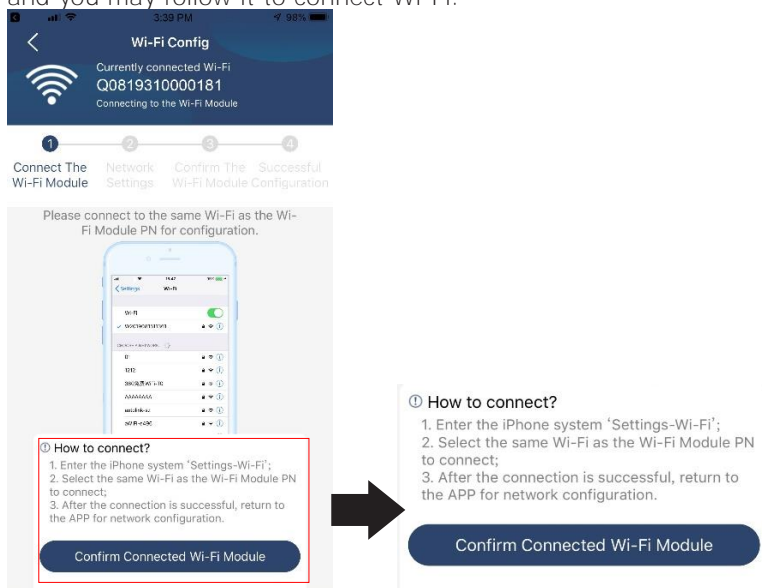 and you may follow it to connect Wi-Fi.
3:39 PM
98%
Wi-Fi Config
Currently connected Wi-Fi
Q0819310000181
Connecting to the Wi-Fi Module
1 2 3 4
Connect The Network Confirm The Successful
Wi-Fi Module Settings Wi-Fi Module Configuration
Please connect to the same Wi-Fi as the Wi-
Fi Module PN for configuration.
Settings Wi-Fi
Wi-Fi
1212
AAAAAAAA
How to connect?
1. Enter the iPhone system ‘Settings-Wi-Fi’;
2. Select the same Wi-Fi as the Wi-Fi Module PN
to connect;
3. After the connection is successful, return to
the APP for network configuration.
Confirm Connected Wi-Fi Module
How to connect?
1. Enter the iPhone system ‘Settings-Wi-Fi’;
2. Select the same Wi-Fi as the Wi-Fi Module PN
to connect;
3. After the connection is successful, return to
the APP for network configuration.
Confirm Connected Wi-Fi Module